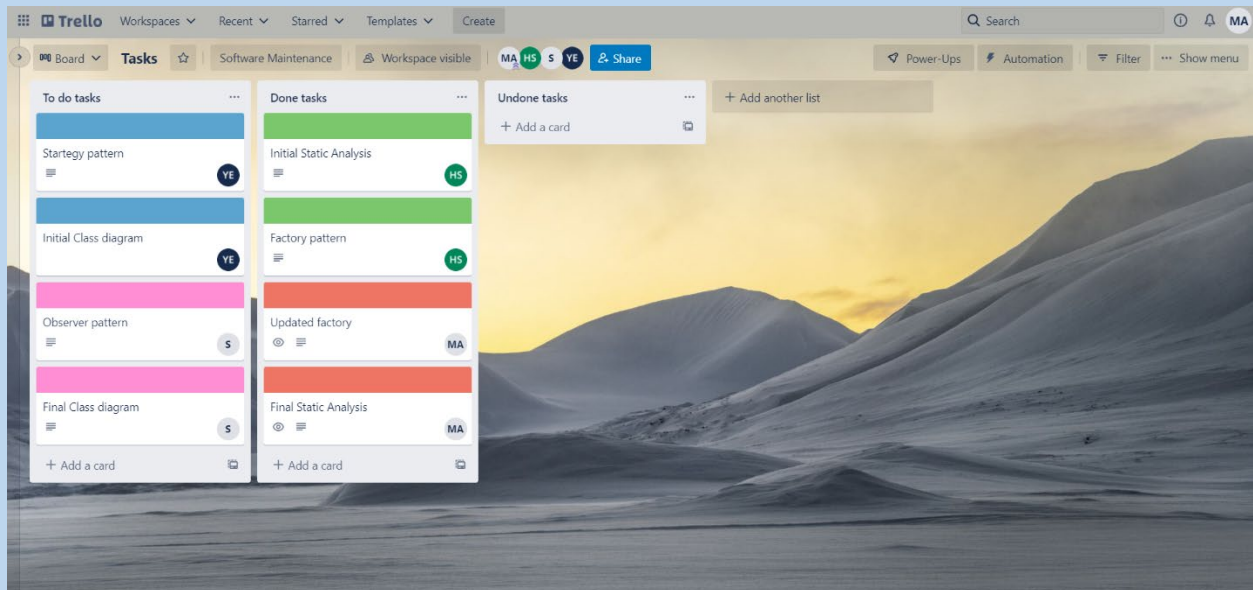 Trello Workspaces Recent Starred Templates Create Search MA
Board Tasks Software Maintenance Workspace visible MA HS S YE Share Power-Ups Automation Filter ... Show menu
To do tasks ...
Startegy pattern
YE
Initial Class diagram
YE
Observer pattern
S
Final Class diagram
S
+ Add a card
Done tasks ...
Initial Static Analysis
HS
Factory pattern
HS
Updated factory
MA
Final Static Analysis
MA
+ Add a card
Undone tasks ...
+ Add a card
+ Add another list